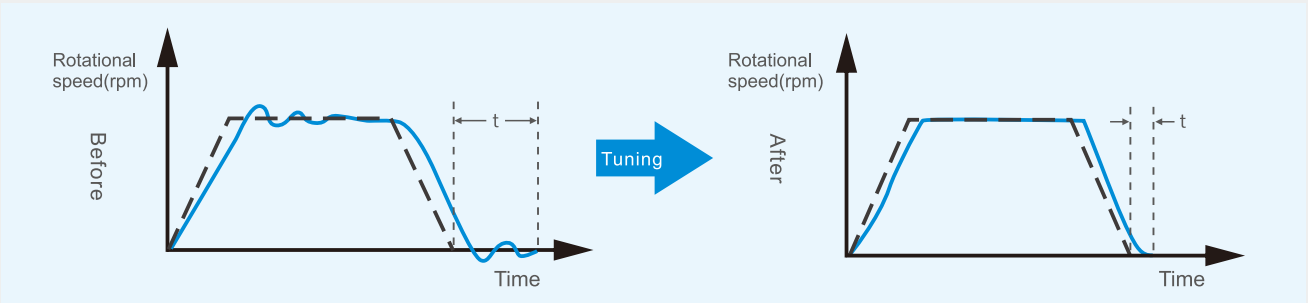 Rotational
speed(rpm)
Before
t
Time
Tuning
Rotational
speed(rpm)
After
t
Time